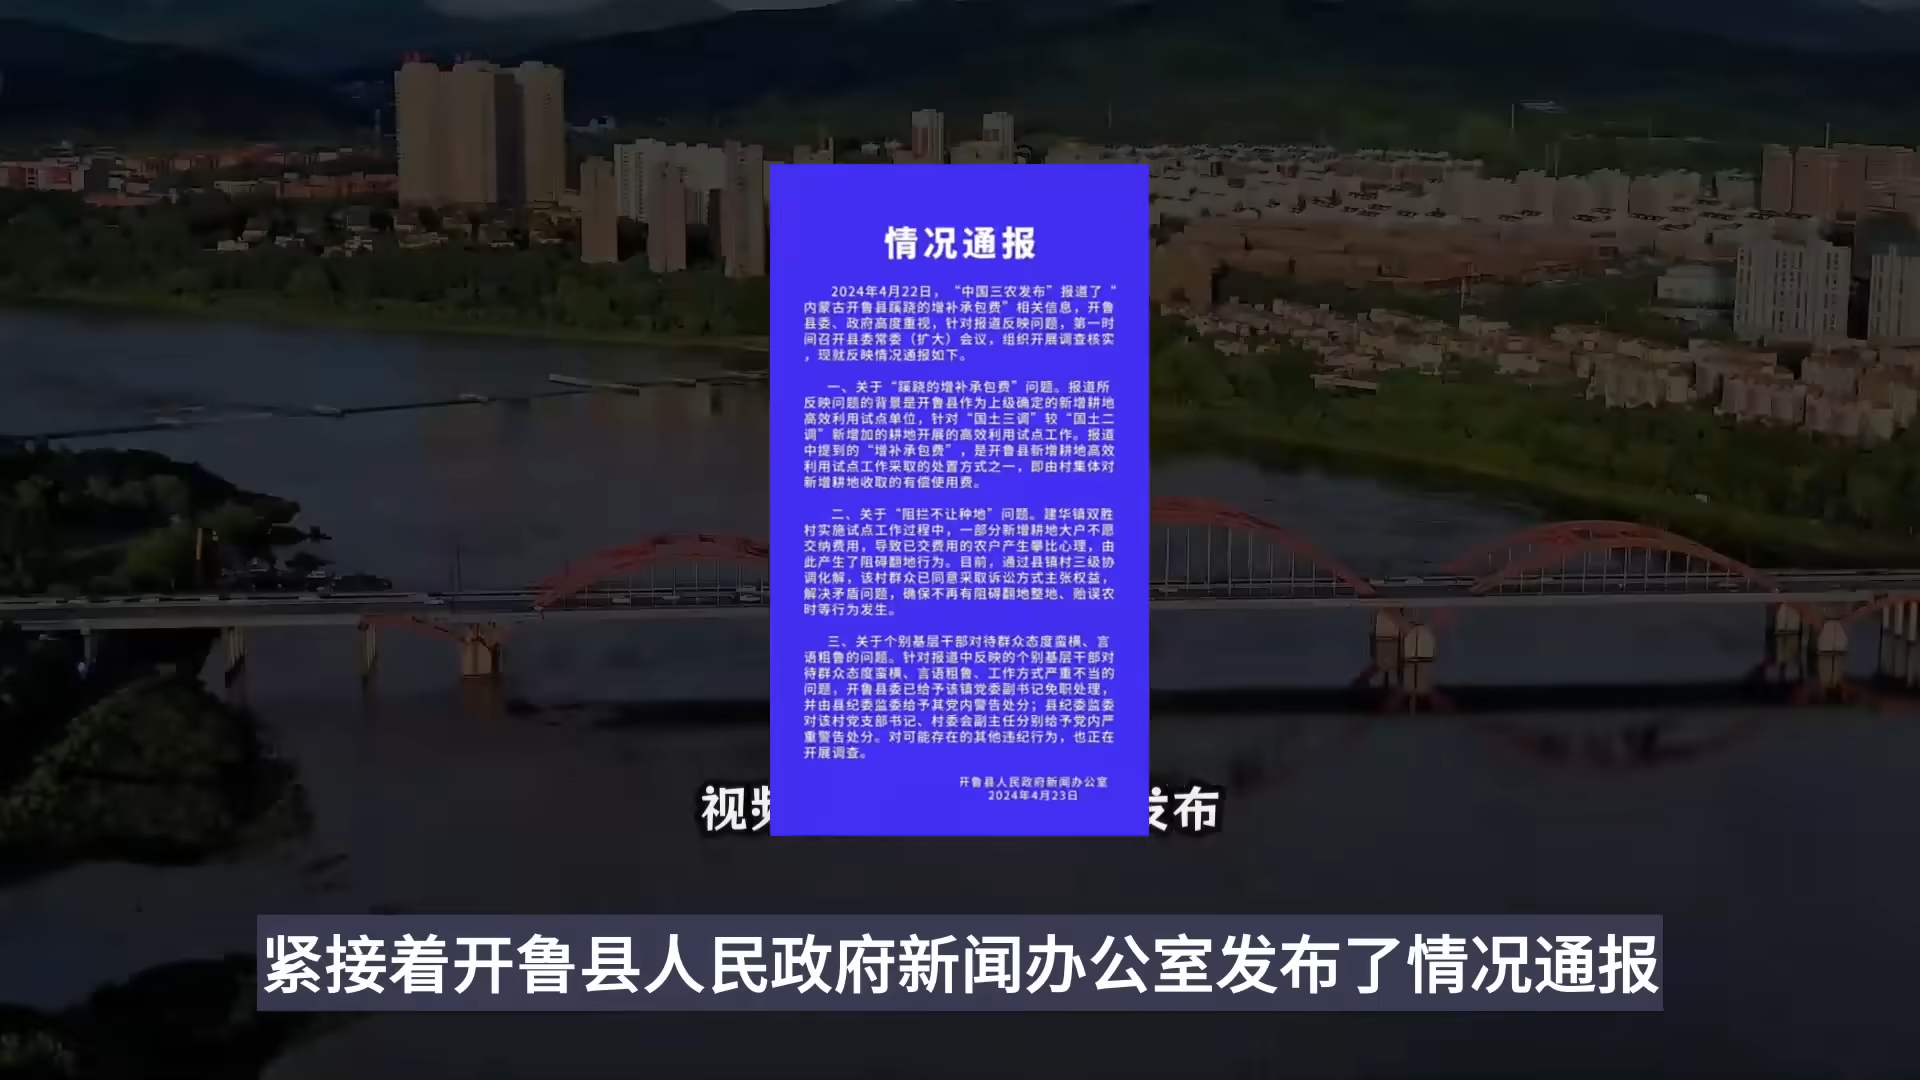 情况通报
2024年4月22日，“中国三农发布”报道了“
内蒙古开鲁县蹊跷的增补承包费”相关信息，开鲁
县委、政府高度重视，针对报道反映问题，第一时
间召开县委常委（扩大）会议，组织开展调查核实
，现就反映情况通报如下。
一、关于“蹊跷的增补承包费”问题。报道所
反映问题的背景是开鲁县作为上级确定的新增耕地
高效利用试点单位，针对“国土三调”较“国土二
调”新增加的耕地开展的高效利用试点工作。报道
中提到的“增补承包费”，是开鲁县新增耕地高效
利用试点工作采取的处置方式之一，即由村集体对
新增耕地收取的有偿使用费。
二、关于“阻拦不让种地”问题。建华镇双胜
村实施试点工作过程中，一部分新增耕地大户不愿
交纳费用，导致已交费用的农户产生攀比心理，由
此产生了阻碍翻地行为。目前，通过县镇村三级协
调化解，该村群众已同意采取诉讼方式主张权益，
解决矛盾问题，确保不再有阻碍翻地整地、贻误农
时等行为发生。
三、关于个别基层干部对待群众态度蛮横、言
语粗鲁的问题。针对报道中反映的个别基层干部对
待群众态度蛮横、言语粗鲁、工作方式严重不当的
问题，开鲁县委已给予该镇党委副书记免职处理，
并由县纪委监委给予其党内警告处分；县纪委监委
对该村党支部书记、村委会副主任分别给予党内严
重警告处分。对可能存在的其他违纪行为，也正在
开展调查。
开鲁县人民政府新闻办公室
2024年4月23日
视频 发布
紧接着开鲁县人民政府新闻办公室发布了情况通报